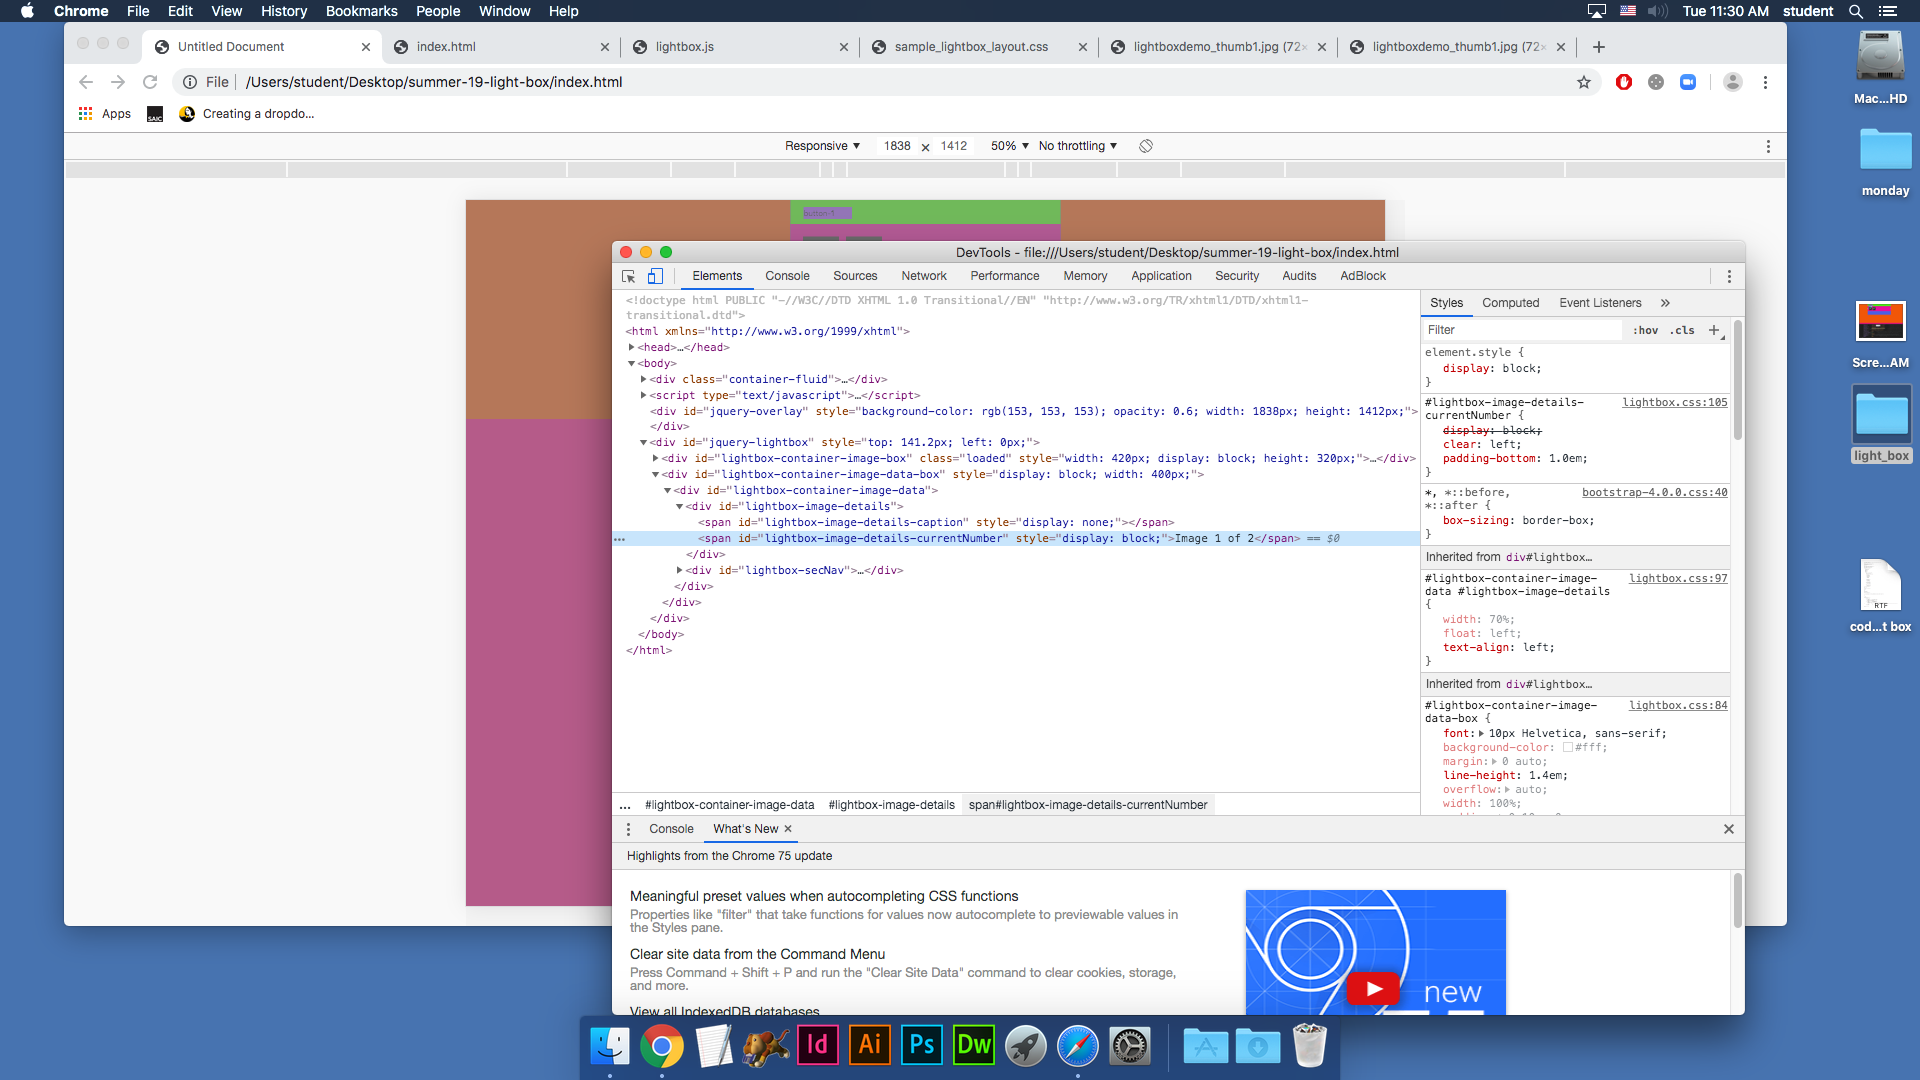 Chrome File Edit View History Bookmarks People Window Help Tue 11:30 AM student
Untitled Document index.html lightbox.js sample_lightbox_layout.css lightboxdemo_thumb1.jpg (72× lightboxdemo_thumb1.jpg (72×
File /Users/student/Desktop/summer-19-light-box/index.html
Apps SAIC Creating a dropdo...
Responsive 1838 × 1412 50% No throttling
button-1
DevTools - file:///Users/student/Desktop/summer-19-light-box/index.html
Elements Console Sources Network Performance Memory Application Security Audits AdBlock
<!doctype html PUBLIC "-//W3C//DTD XHTML 1.0 Transitional//EN" "http://www.w3.org/TR/xhtml1/DTD/xhtml1-
transitional.dtd">
<html xmlns="http://www.w3.org/1999/xhtml">
<head>…</head>
<body>
<div class="container-fluid">…</div>
<script type="text/javascript">…</script>
<div id="jquery-overlay" style="background-color: rgb(153, 153, 153); opacity: 0.6; width: 1838px; height: 1412px;">
</div>
<div id="jquery-lightbox" style="top: 141.2px; left: 0px;">
<div id="lightbox-container-image-box" class="loaded" style="width: 420px; display: block; height: 320px;">…</div>
<div id="lightbox-container-image-data-box" style="display: block; width: 400px;">
<div id="lightbox-container-image-data">
<div id="lightbox-image-details">
<span id="lightbox-image-details-caption" style="display: none;"></span>
… <span id="lightbox-image-details-currentNumber" style="display: block;">Image 1 of 2</span> == $0
</div>
<div id="lightbox-secNav">…</div>
</div>
</div>
</div>
</body>
</html>
… #lightbox-container-image-data #lightbox-image-details span#lightbox-image-details-currentNumber
Styles Computed Event Listeners »
Filter :hov .cls +
element.style {
display: block;
}
#lightbox-image-details- lightbox.css:105
currentNumber {
display: block;
clear: left;
padding-bottom: 1.0em;
}
*, *::before, bootstrap-4.0.0.css:40
*::after {
box-sizing: border-box;
}
Inherited from div#lightbox…
#lightbox-container-image- lightbox.css:97
data #lightbox-image-details
{
width: 70%;
float: left;
text-align: left;
}
Inherited from div#lightbox…
#lightbox-container-image- lightbox.css:84
data-box {
font: 10px Helvetica, sans-serif;
background-color: #fff;
margin: 0 auto;
line-height: 1.4em;
overflow: auto;
width: 100%;
Console What's New
Highlights from the Chrome 75 update
Meaningful preset values when autocompleting CSS functions
Properties like "filter" that take functions for values now autocomplete to previewable values in
the Styles pane.
Clear site data from the Command Menu
Press Command + Shift + P and run the "Clear Site Data" command to clear cookies, storage,
and more.
View all IndexedDB databases
new
Mac...HD
monday
Scre...AM
light_box
RTF
cod...t box
Id Ai Ps Dw